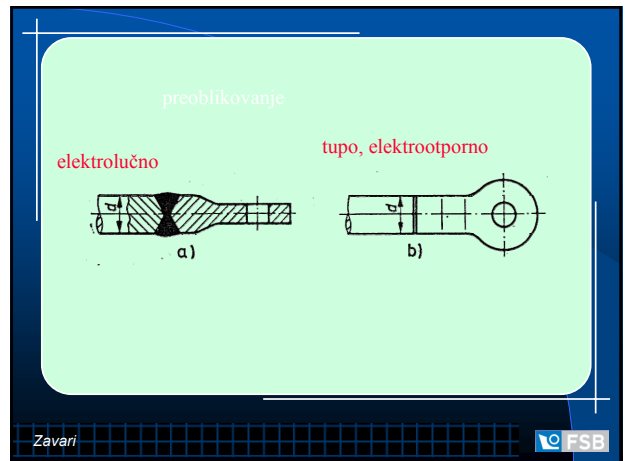 preoblikovanje
elektrolučno
tupo, elektrootporno
d
d
a)
b)
Zavari
FSB